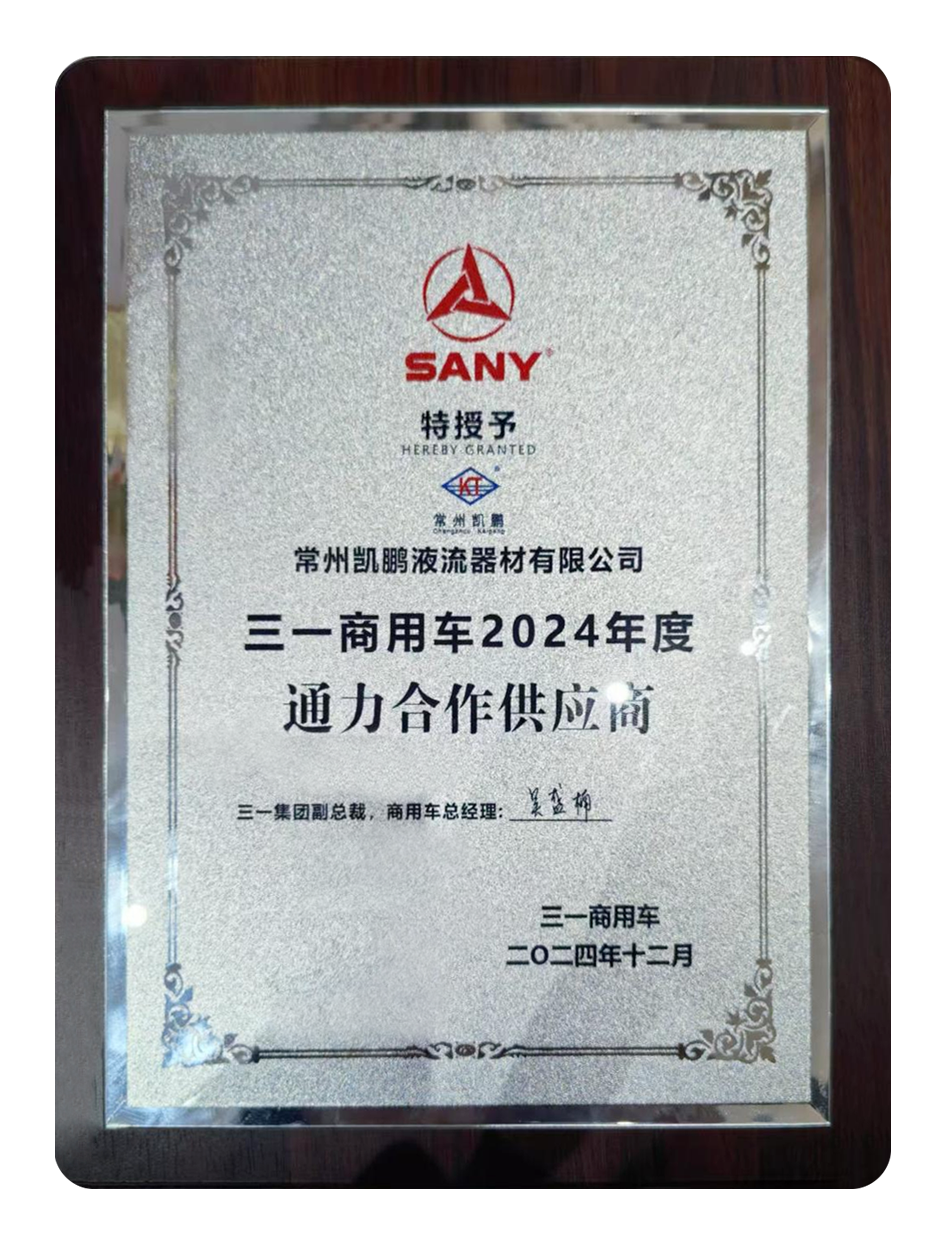 SANY®
特授予
HEREBY GRANTED
KT®
常州凯鹏
常州凯鹏液流器材有限公司
三一商用车2024年度
通力合作供应商
三一集团副总裁，商用车总经理：
三一商用车
二〇二四年十二月